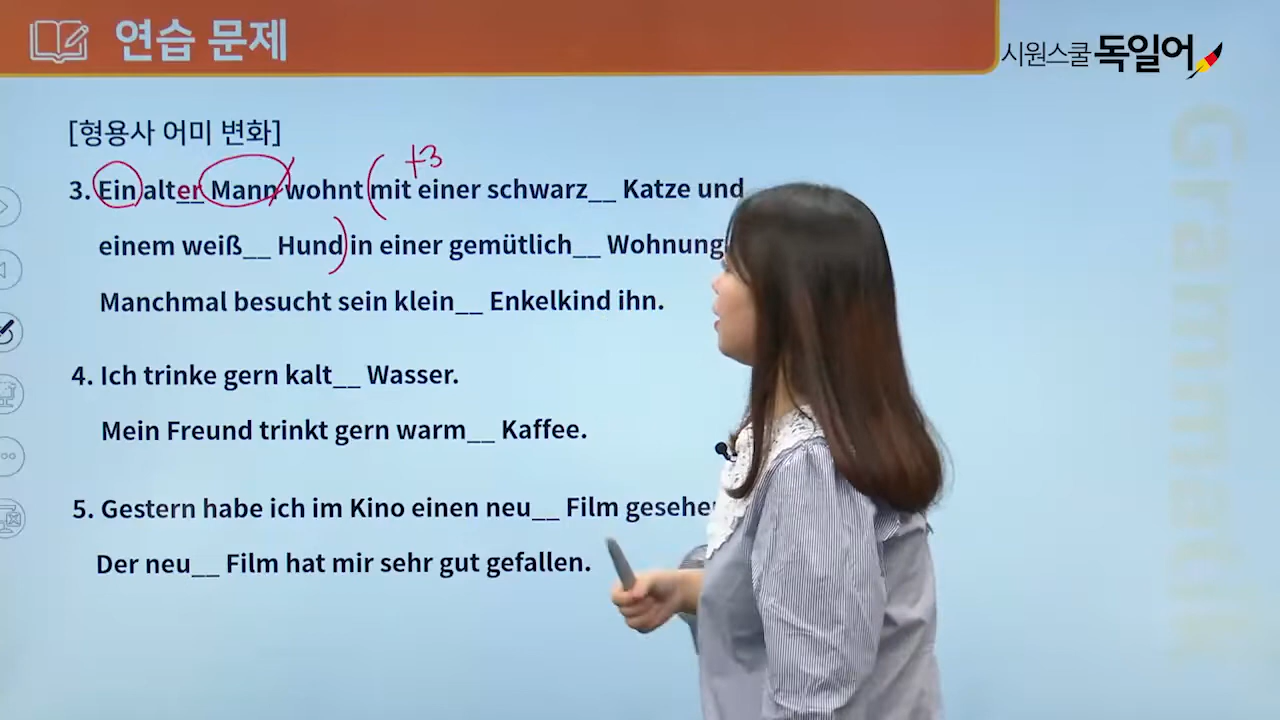 연습 문제
시원스쿨 독일어
[형용사 어미 변화]
+3
3. Ein alter Mann wohnt (mit einer schwarz__ Katze und
einem weiß__ Hund) in einer gemütlich__ Wohnung
Manchmal besucht sein klein__ Enkelkind ihn.
4. Ich trinke gern kalt__ Wasser.
Mein Freund trinkt gern warm__ Kaffee.
5. Gestern habe ich im Kino einen neu__ Film gesehe
Der neu__ Film hat mir sehr gut gefallen.
Grammatik